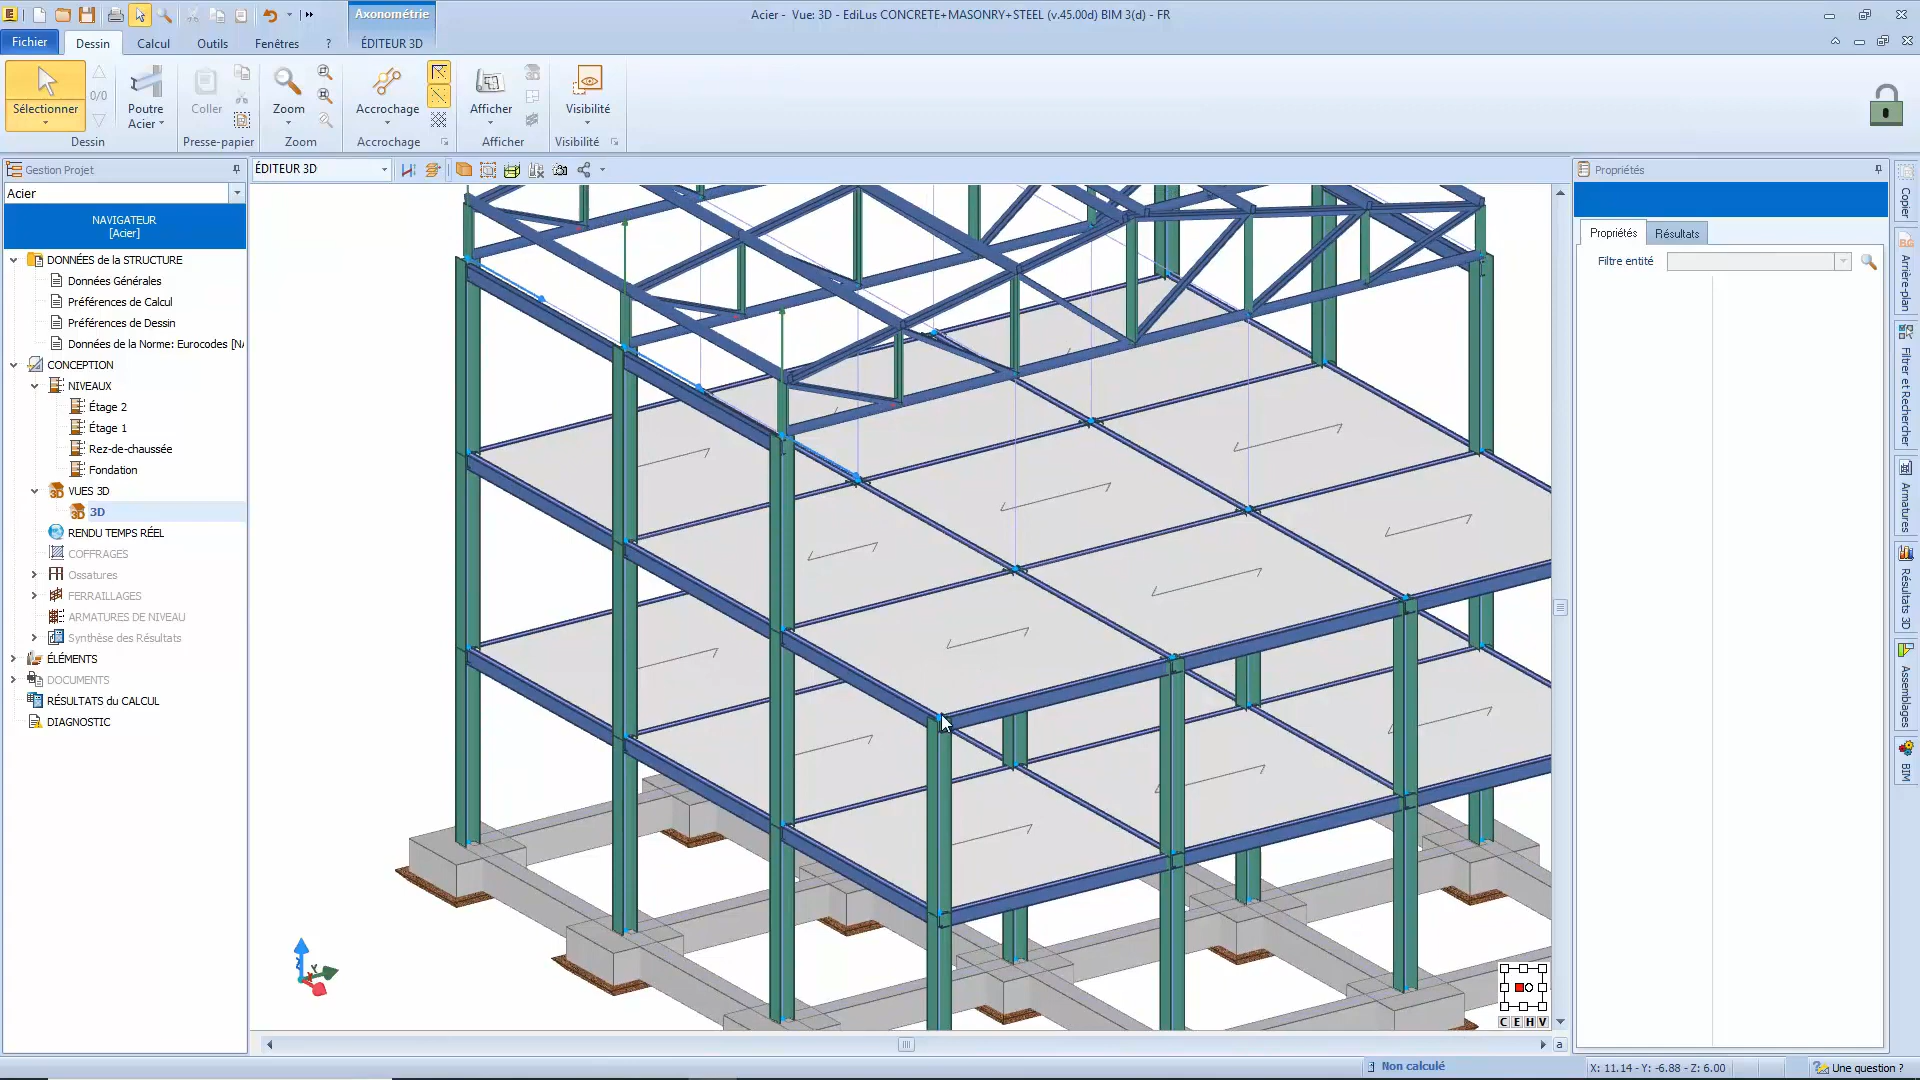 Acier - Vue: 3D - EdiLus CONCRETE+MASONRY+STEEL (v.45.00d) BIM 3(d) - FR
Axonométrie
Fichier
Dessin
Calcul
Outils
Fenêtres
?
ÉDITEUR 3D
Sélectionner
0/0
Poutre
Acier
Coller
Zoom
Accrochage
Afficher
Visibilité
Dessin
Presse-papier
Zoom
Accrochage
Afficher
Visibilité
Gestion Projet
Acier
NAVIGATEUR
[Acier]
DONNÉES de la STRUCTURE
Données Générales
Préférences de Calcul
Préférences de Dessin
Données de la Norme: Eurocodes [NA
CONCEPTION
NIVEAUX
Étage 2
Étage 1
Rez-de-chaussée
Fondation
VUES 3D
3D
RENDU TEMPS RÉEL
COFFRAGES
Ossatures
FERRAILLAGES
ARMATURES DE NIVEAU
Synthèse des Résultats
ÉLÉMENTS
DOCUMENTS
RÉSULTATS du CALCUL
DIAGNOSTIC
ÉDITEUR 3D
C E H V
a
Propriétés
Propriétés
Résultats
Filtre entité
Copier
Arrière-plan
Filtrer et Rechercher
Armatures
Résultats 3D
Assemblages
BIM
Non calculé
X: 11.14 - Y: -6.88 - Z: 6.00
Une question ?